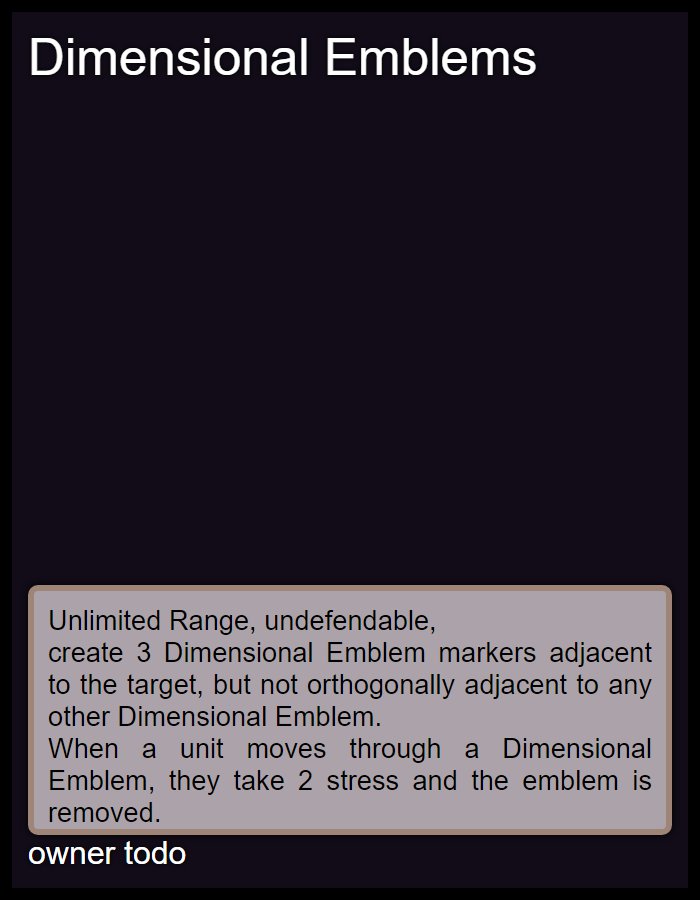 Dimensional Emblems
Unlimited Range, undefendable,
create 3 Dimensional Emblem markers adjacent
to the target, but not orthogonally adjacent to any
other Dimensional Emblem.
When a unit moves through a Dimensional
Emblem, they take 2 stress and the emblem is
removed.
owner todo